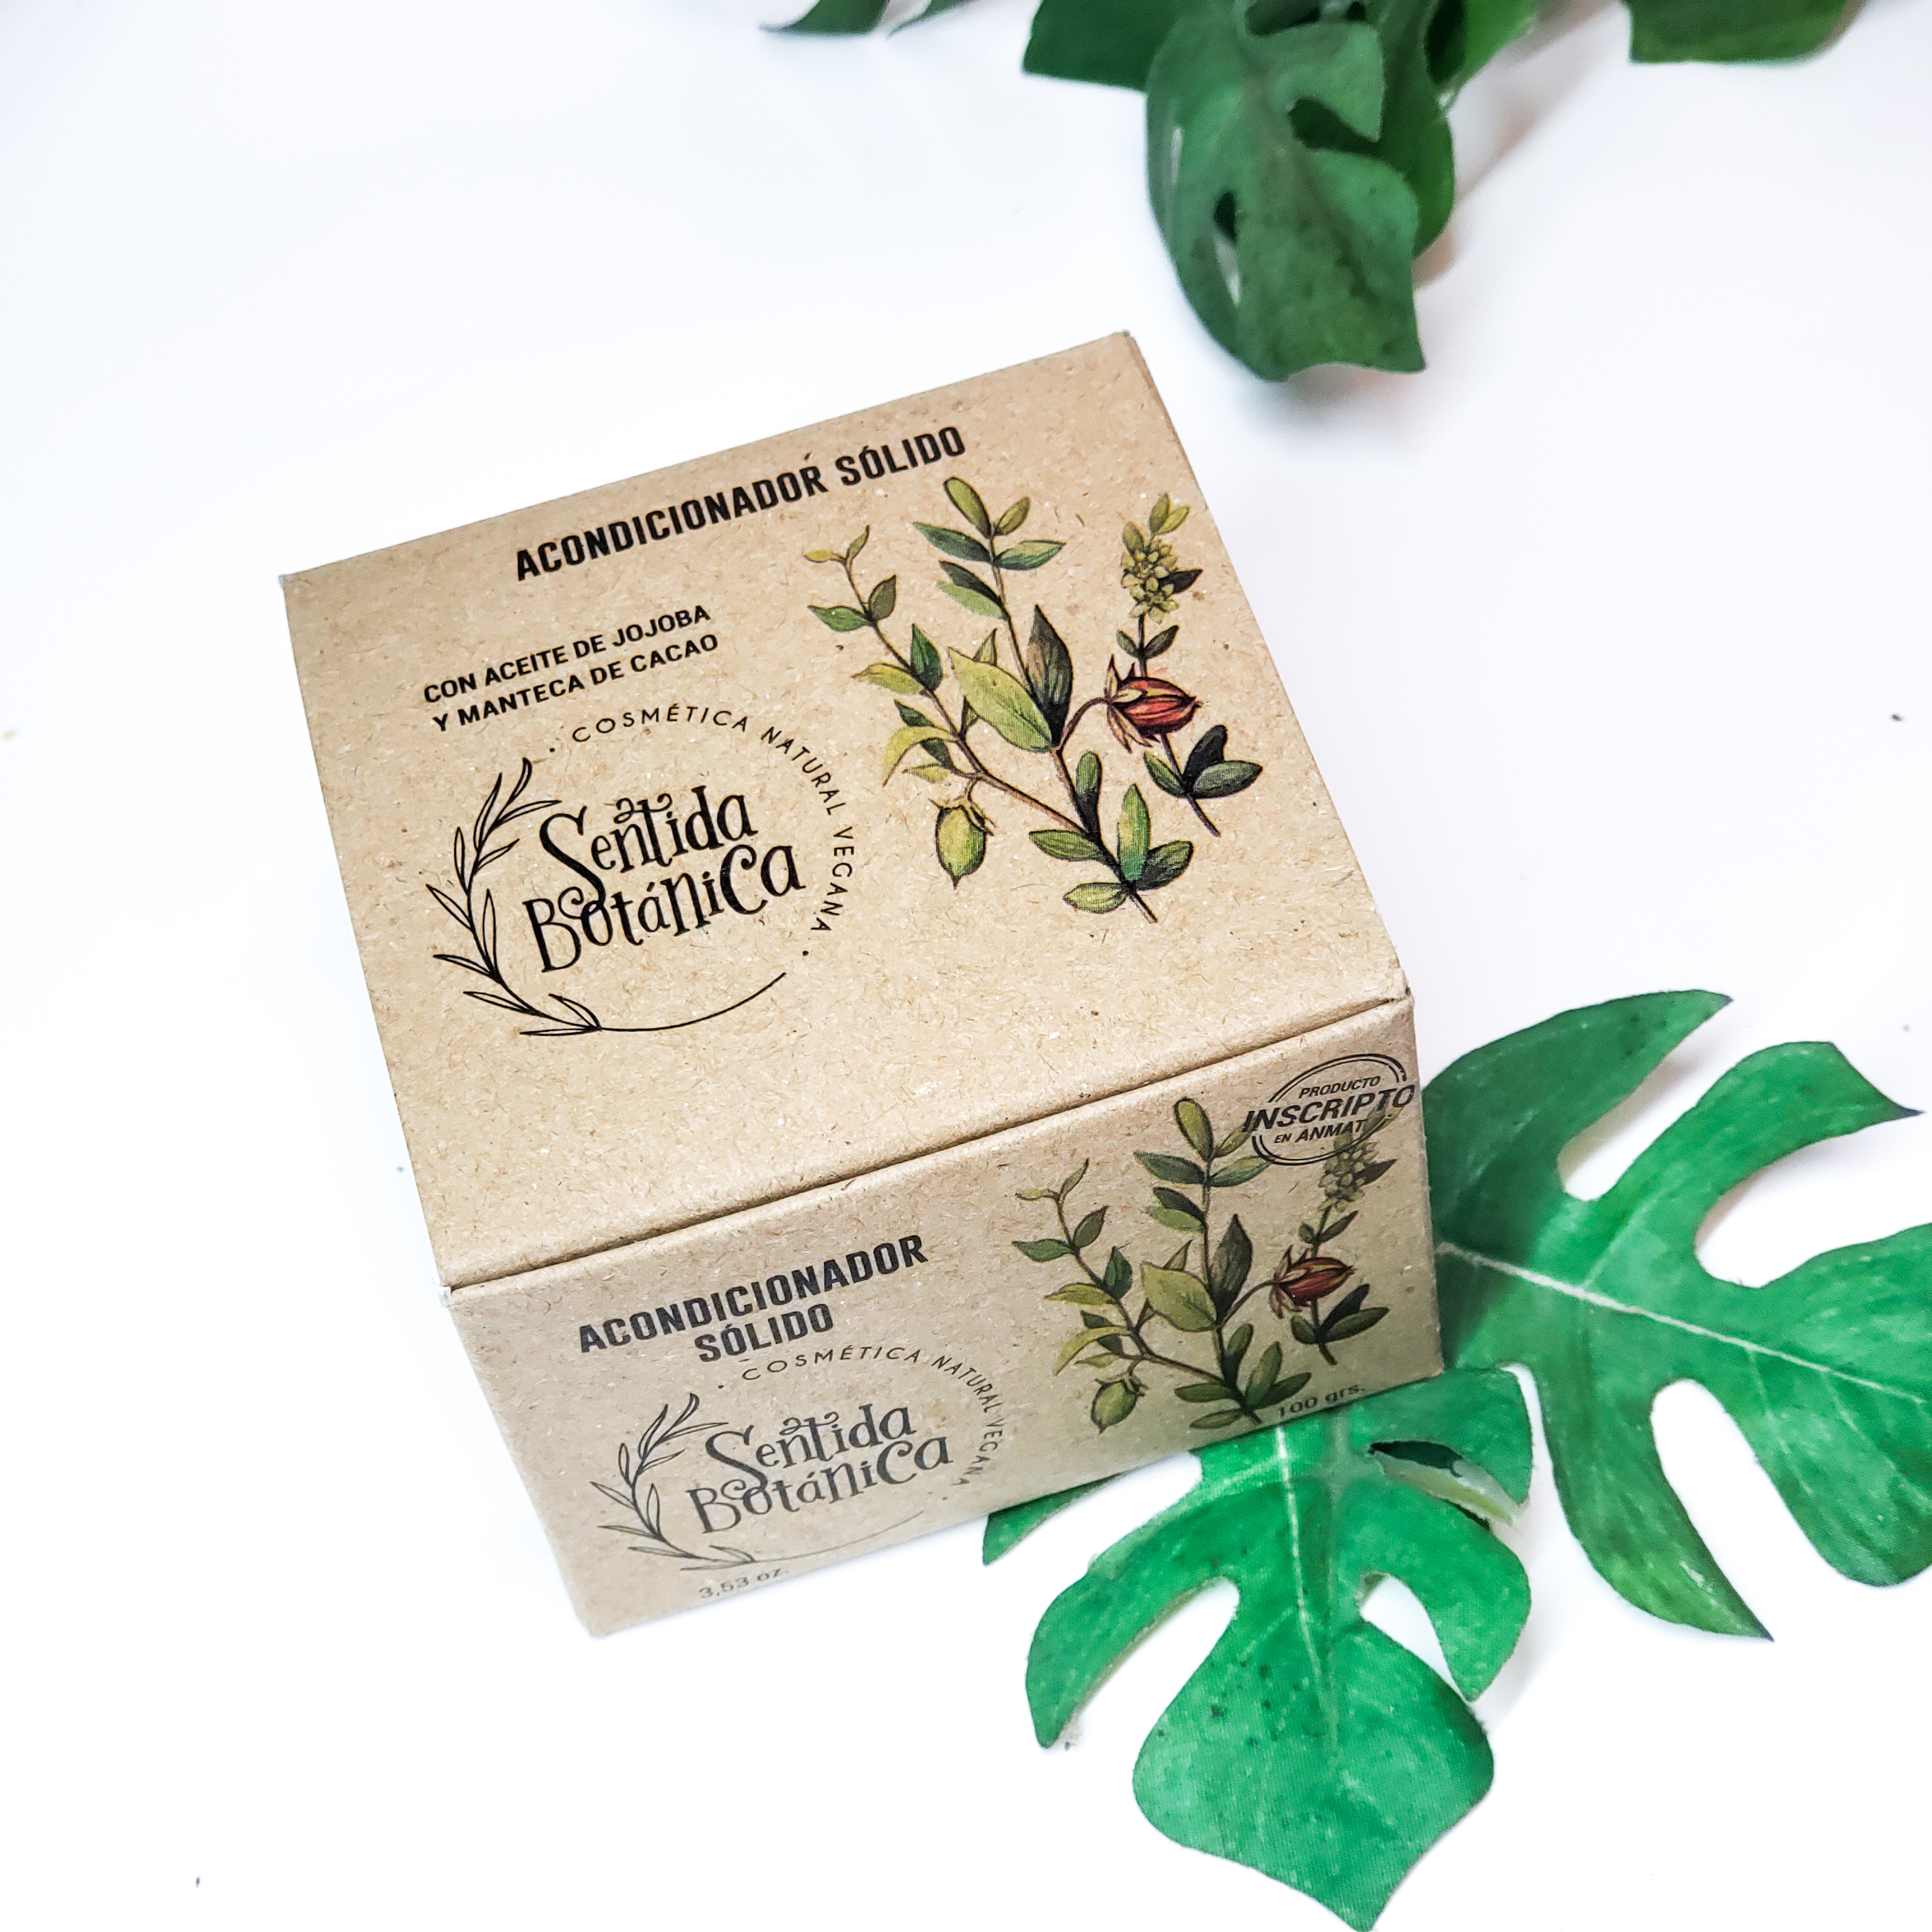 ACONDICIONADOR SÓLIDO
CON ACEITE DE JOJOBA
Y MANTECA DE CACAO
· COSMÉTICA NATURAL VEGANA ·
Sentida
Botánica
PRODUCTO
INSCRIPTO
EN ANMAT
ACONDICIONADOR
SÓLIDO
· COSMÉTICA NATURAL VEGANA ·
Sentida
Botánica
100 grs.
3,53 oz.